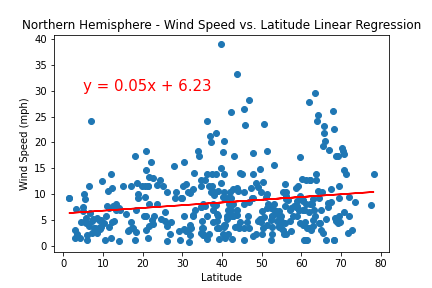 Northern Hemisphere - Wind Speed vs. Latitude Linear Regression
40
35
30
25
20
15
10
5
0
Wind Speed (mph)
y = 0.05x + 6.23
0 10 20 30 40 50 60 70 80
Latitude